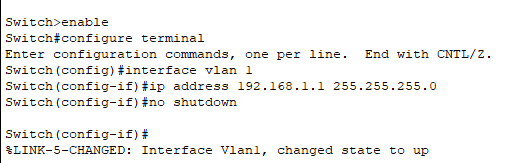 Switch>enable
Switch#configure terminal
Enter configuration commands, one per line.  End with CNTL/Z.
Switch(config)#interface vlan 1
Switch(config-if)#ip address 192.168.1.1 255.255.255.0
Switch(config-if)#no shutdown
Switch(config-if)#
%LINK-5-CHANGED: Interface Vlan1, changed state to up